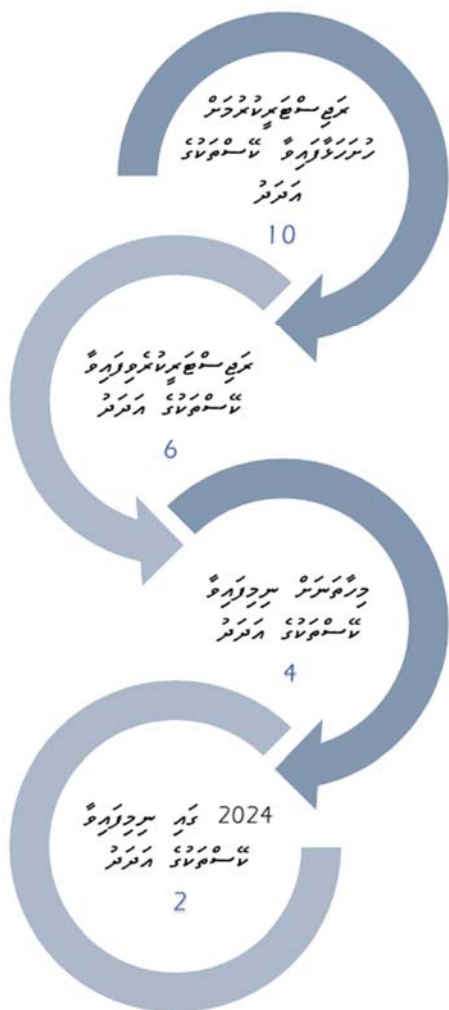 ރަޖިސްޓަރީކުރުމަށް
ހުށަހަޅާފައިވާ ކޭސްތަކުގެ
އަދަދު
10
ރަޖިސްޓަރީކުރެވިފައިވާ
ކޭސްތަކުގެ އަދަދު
6
މިހާތަނަށް ނިމިފައިވާ
ކޭސްތަކުގެ އަދަދު
4
2024 ގައި ނިމިފައިވާ
ކޭސްތަކުގެ އަދަދު
2